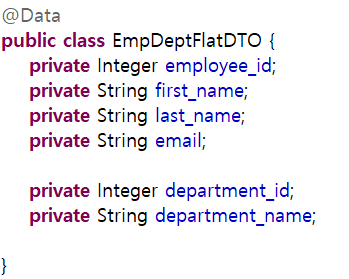 @Data
public class EmpDeptFlatDTO {
private Integer employee_id;
private String first_name;
private String last_name;
private String email;
private Integer department_id;
private String department_name;
}